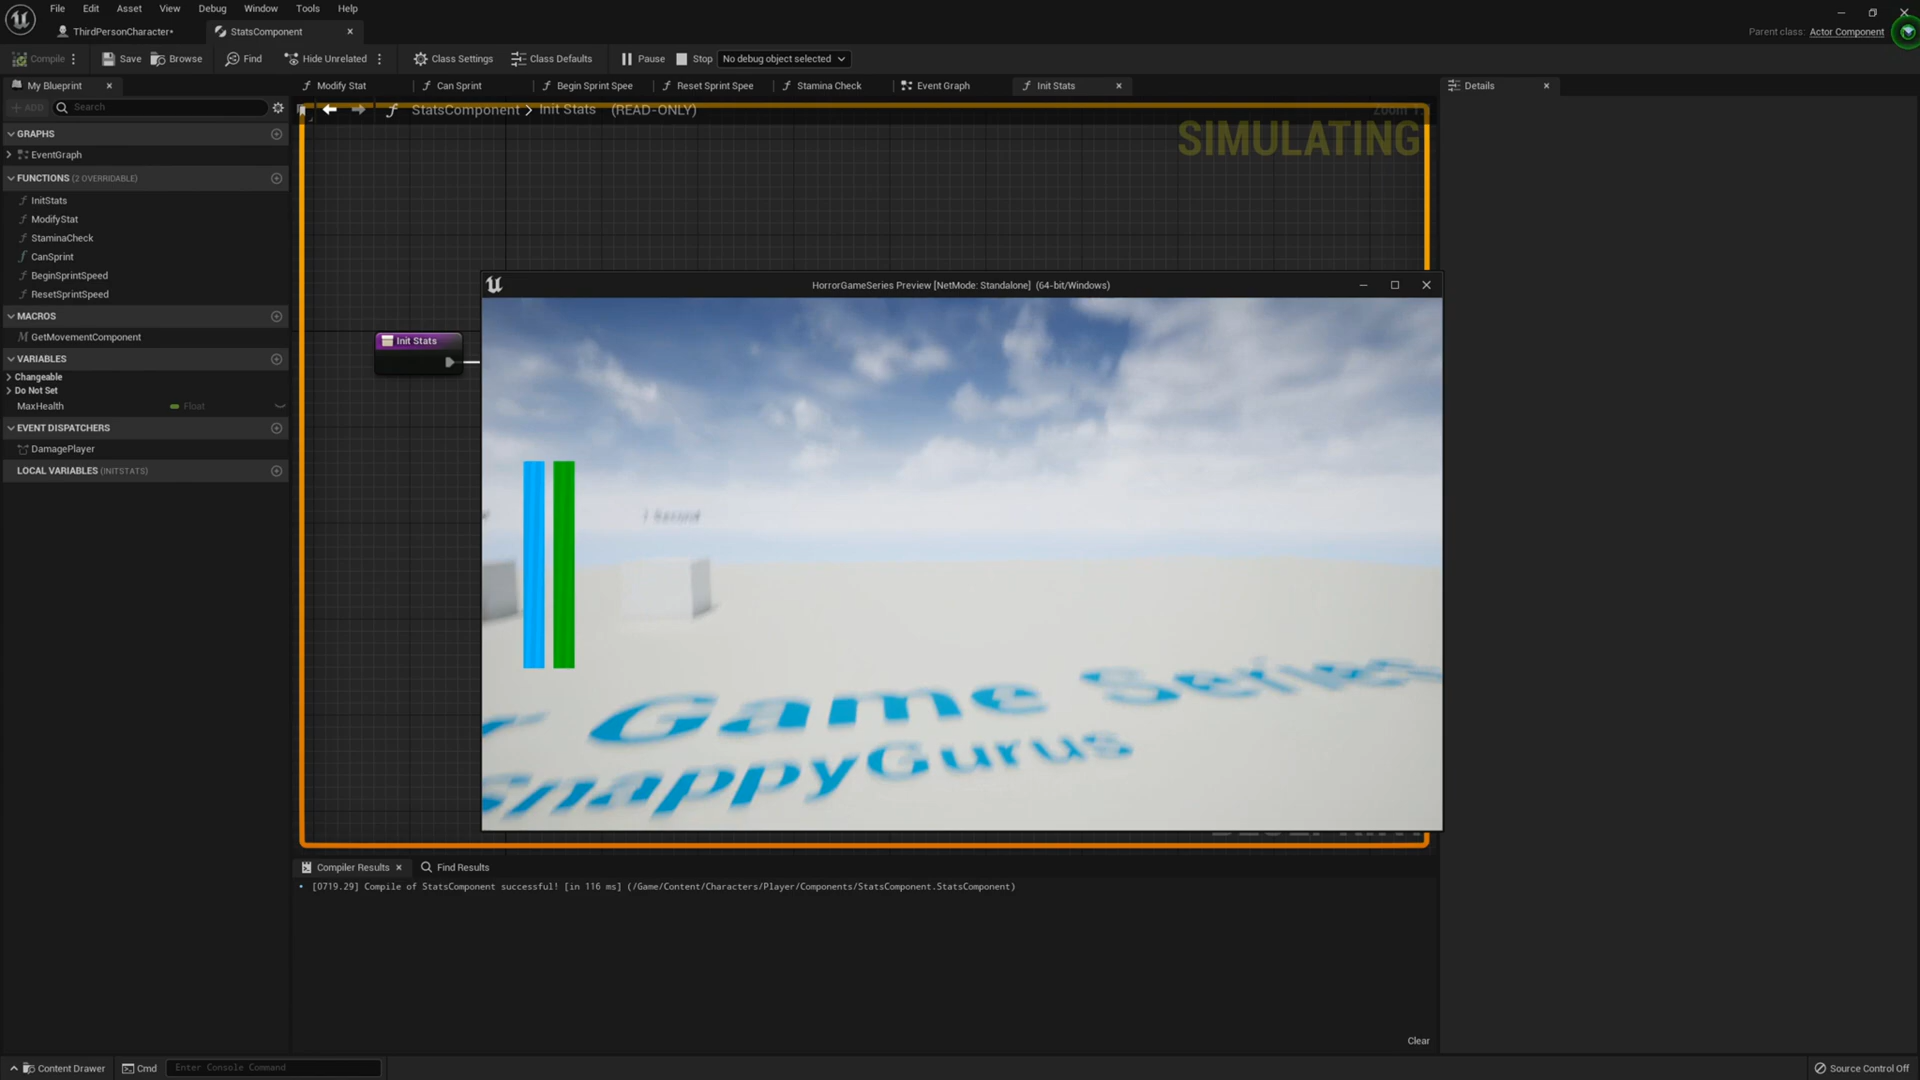 File Edit Asset View Debug Window Tools Help
ThirdPersonCharacter•
StatsComponent
Parent class: Actor Component
Compile
Save
Browse
Find
Hide Unrelated
Class Settings
Class Defaults
Pause
Stop
No debug object selected
My Blueprint
Modify Stat
Can Sprint
Begin Sprint Spee
Reset Sprint Spee
Stamina Check
Event Graph
Init Stats
Details
ADD
Search
StatsComponent > Init Stats (READ-ONLY)
Zoom
SIMULATING
GRAPHS
EventGraph
FUNCTIONS (2 OVERRIDABLE)
InitStats
ModifyStat
StaminaCheck
CanSprint
BeginSprintSpeed
ResetSprintSpeed
MACROS
GetMovementComponent
VARIABLES
Changeable
Do Not Set
MaxHealth Float
EVENT DISPATCHERS
DamagePlayer
LOCAL VARIABLES (INITSTATS)
Init Stats
HorrorGameSeries Preview [NetMode: Standalone] (64-bit/Windows)
1 Second
r Game Series
SnappyGurus
Compiler Results
Find Results
• [0719.29] Compile of StatsComponent successful! [in 116 ms] (/Game/Content/Characters/Player/Components/StatsComponent.StatsComponent)
Clear
Content Drawer
Cmd
Enter Console Command
Source Control Off